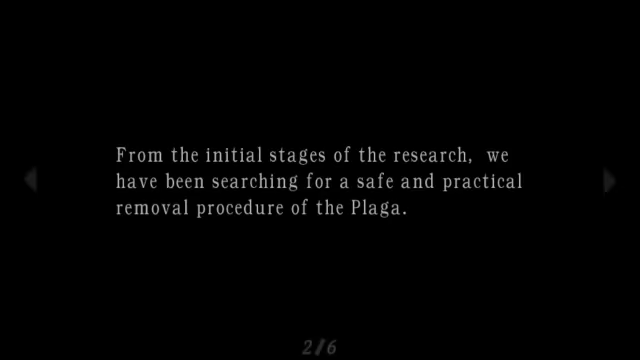 From the initial stages of the research, we
have been searching for a safe and practical
removal procedure of the Plaga.
2/6